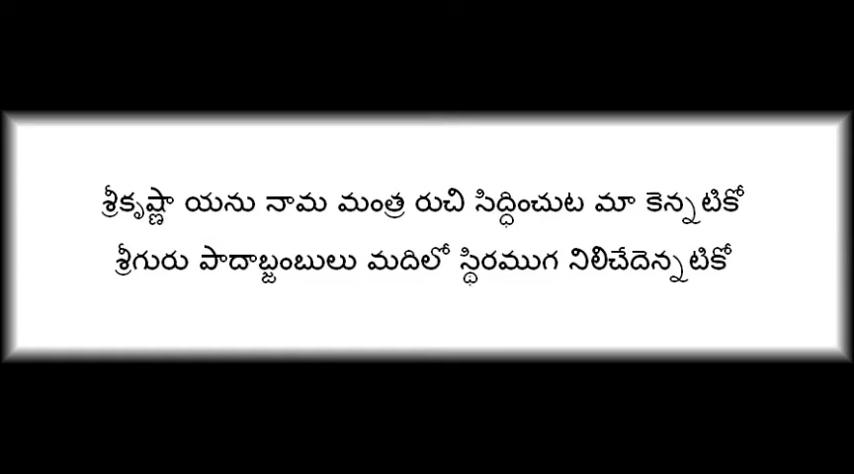 శ్రీకృష్ణా యను నామ మంత్ర రుచి సిద్ధించుట మా కెన్నటికో
శ్రీగురు పాదాబ్జంబులు మదిలో స్థిరముగ నిలిచేదెన్నటికో